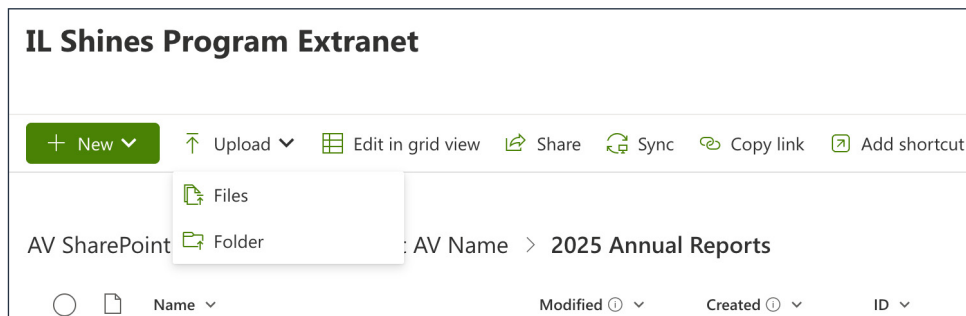 IL Shines Program Extranet
New Upload Edit in grid view Share Sync Copy link Add shortcut
Files
Folder
AV SharePoint AV Name > 2025 Annual Reports
Name Modified Created ID